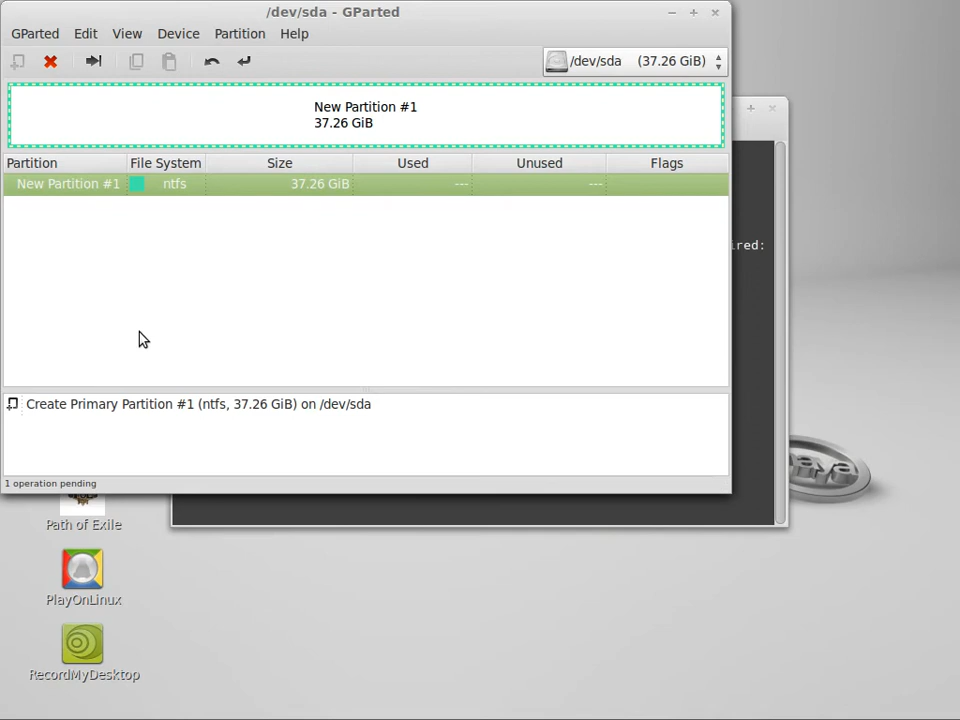 /dev/sda - GParted
GParted Edit View Device Partition Help
/dev/sda (37.26 GiB)
New Partition #1
37.26 GiB
Partition File System Size Used Unused Flags
New Partition #1 ntfs 37.26 GiB --- ---
ired:
Create Primary Partition #1 (ntfs, 37.26 GiB) on /dev/sda
1 operation pending
Path of Exile
PlayOnLinux
RecordMyDesktop